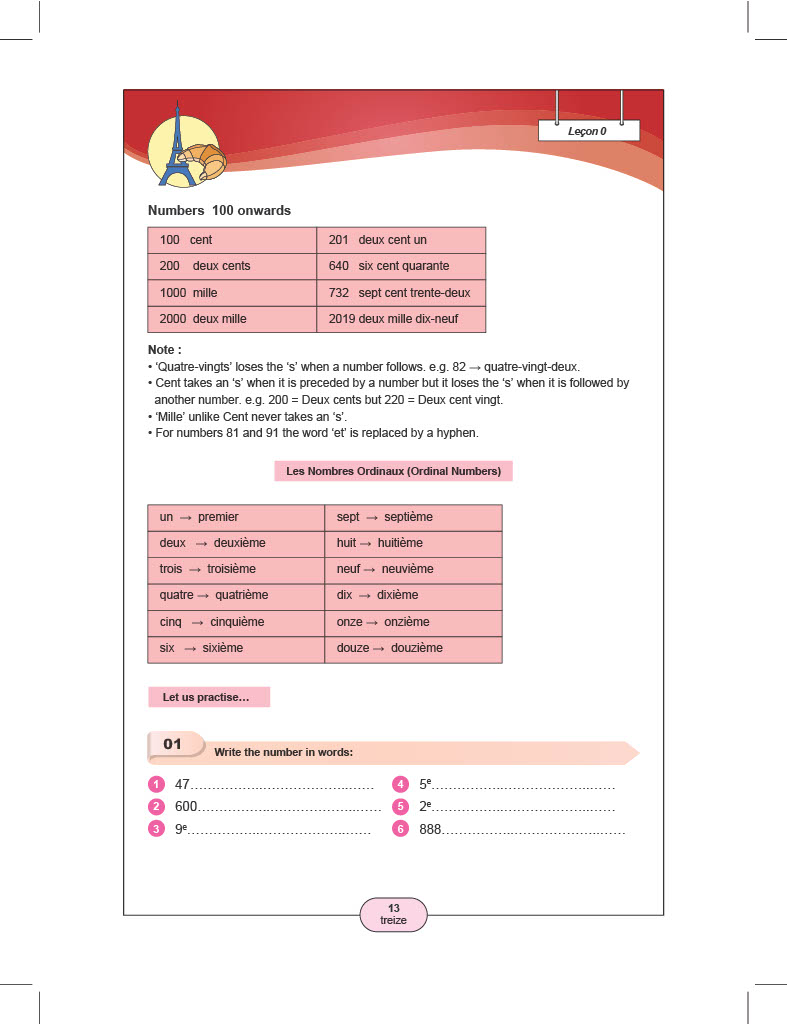 Leçon 0
Numbers 100 onwards
100 cent 201 deux cent un
200 deux cents 640 six cent quarante
1000 mille 732 sept cent trente-deux
2000 deux mille 2019 deux mille dix-neuf
Note :
• ‘Quatre-vingts’ loses the ‘s’ when a number follows. e.g. 82 → quatre-vingt-deux.
• Cent takes an ‘s’ when it is preceded by a number but it loses the ‘s’ when it is followed by
another number. e.g. 200 = Deux cents but 220 = Deux cent vingt.
• ‘Mille’ unlike Cent never takes an ‘s’.
• For numbers 81 and 91 the word ‘et’ is replaced by a hyphen.
Les Nombres Ordinaux (Ordinal Numbers)
un → premier sept → septième
deux → deuxième huit → huitième
trois → troisième neuf → neuvième
quatre → quatrième dix → dixième
cinq → cinquième onze → onzième
six → sixième douze → douzième
Let us practise…
01 Write the number in words:
1 47.......................................... 4 5e..........................................
2 600.......................................... 5 2e..........................................
3 9e.......................................... 6 888..........................................
13
treize